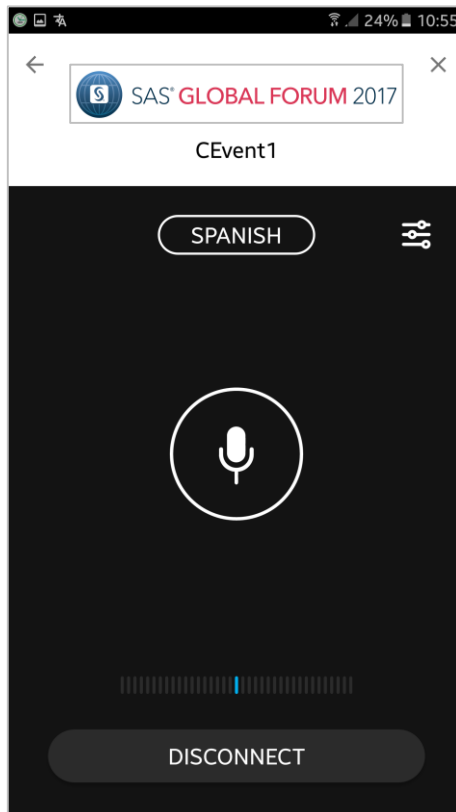 24% 10:55
SAS® GLOBAL FORUM 2017
CEvent1
SPANISH
DISCONNECT